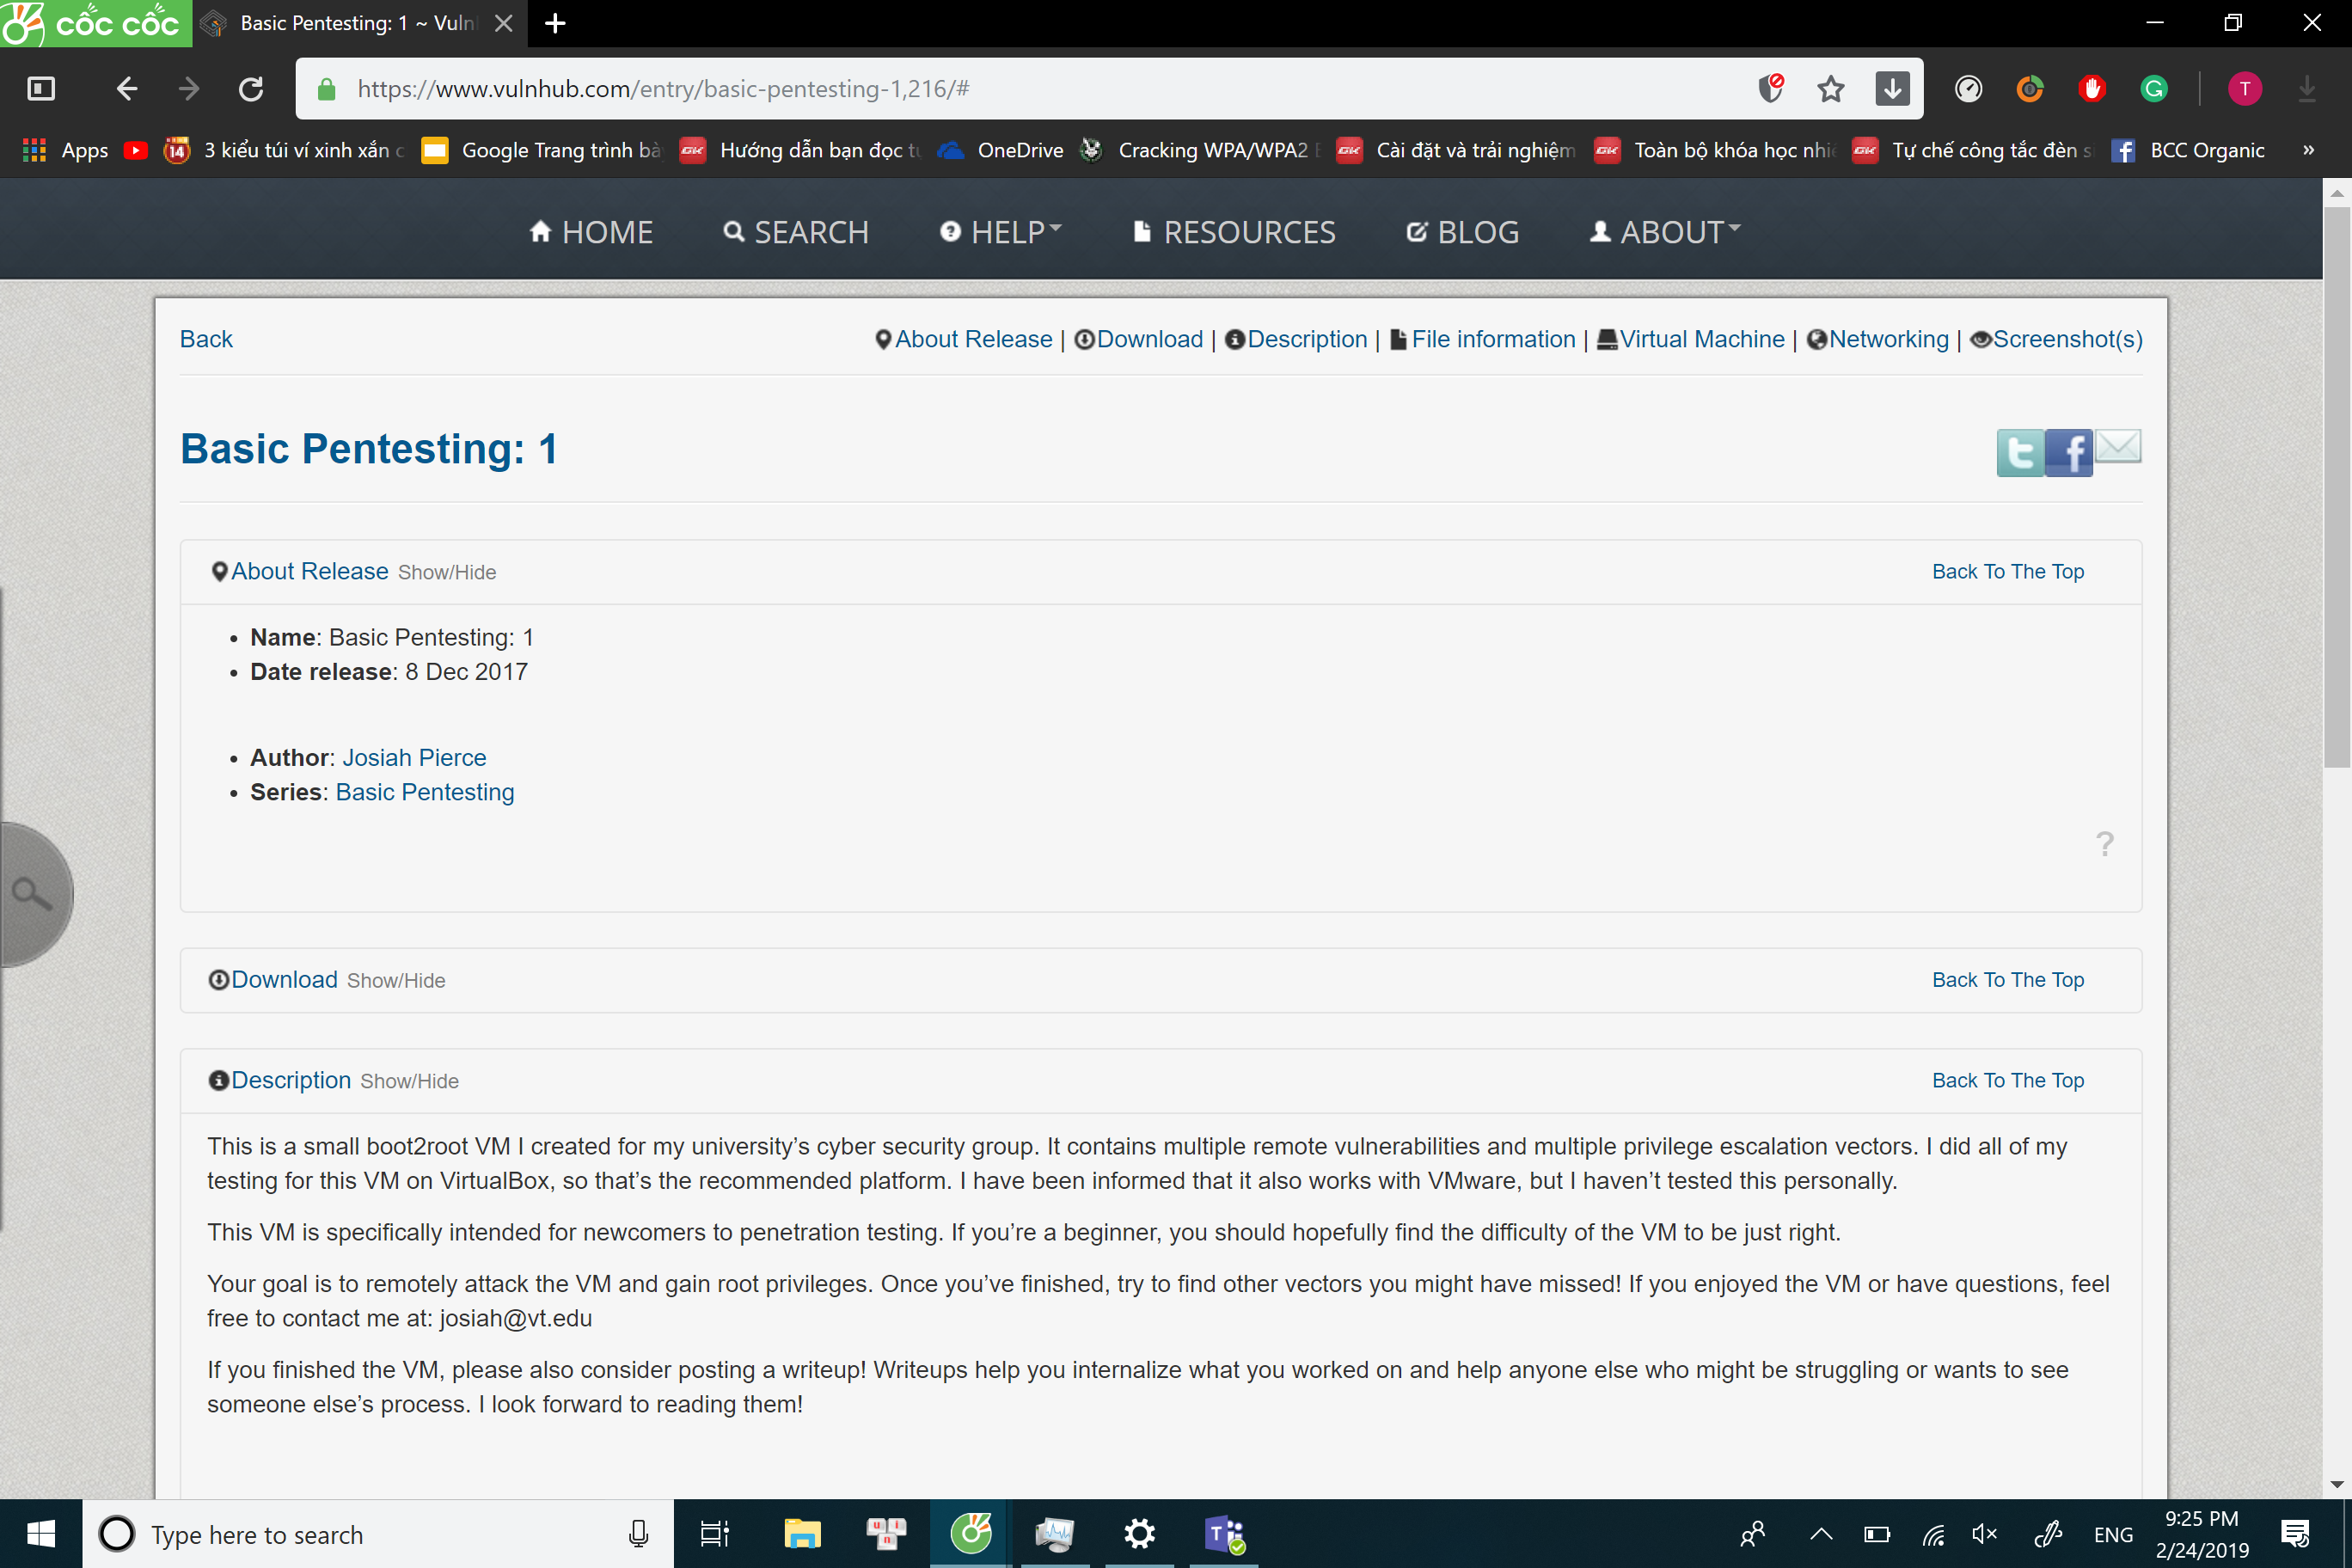 cốc cốc
Basic Pentesting: 1 ~ Vuln
https://www.vulnhub.com/entry/basic-pentesting-1,216/#
T
Apps
14 3 kiểu túi ví xinh xắn
Google Trang trình
GK Hướng dẫn bạn đọc
OneDrive
Cracking WPA/WPA2
GK Cài đặt và trải nghiệm
GK Toàn bộ khóa học
GK Tự chế công tắc đèn
BCC Organic
»
HOME SEARCH HELP RESOURCES BLOG ABOUT
Back
About Release | Download | Description | File information | Virtual Machine | Networking | Screenshot(s)
Basic Pentesting: 1
About Release Show/Hide Back To The Top
• Name: Basic Pentesting: 1
• Date release: 8 Dec 2017
• Author: Josiah Pierce
• Series: Basic Pentesting
?
Download Show/Hide Back To The Top
Description Show/Hide Back To The Top
This is a small boot2root VM I created for my university’s cyber security group. It contains multiple remote vulnerabilities and multiple privilege escalation vectors. I did all of my
testing for this VM on VirtualBox, so that’s the recommended platform. I have been informed that it also works with VMware, but I haven’t tested this personally.
This VM is specifically intended for newcomers to penetration testing. If you’re a beginner, you should hopefully find the difficulty of the VM to be just right.
Your goal is to remotely attack the VM and gain root privileges. Once you’ve finished, try to find other vectors you might have missed! If you enjoyed the VM or have questions, feel
free to contact me at: josiah@vt.edu
If you finished the VM, please also consider posting a writeup! Writeups help you internalize what you worked on and help anyone else who might be struggling or wants to see
someone else’s process. I look forward to reading them!
Type here to search
ENG
9:25 PM
2/24/2019